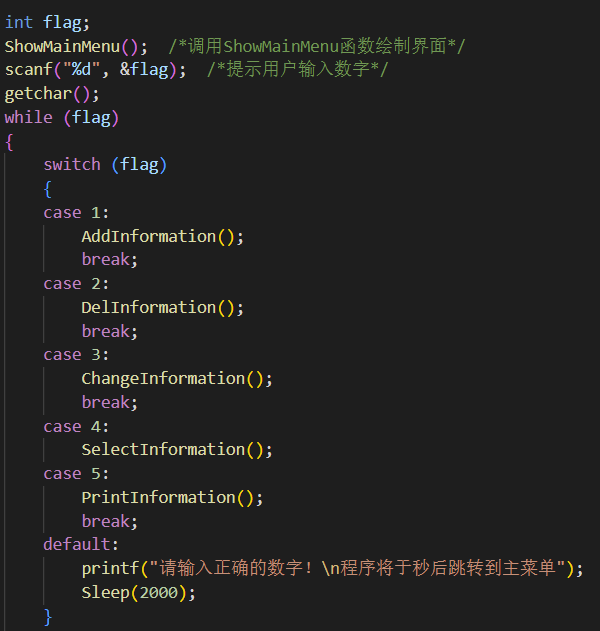 int flag;
ShowMainMenu();  /*调用ShowMainMenu函数绘制界面*/
scanf("%d", &flag);  /*提示用户输入数字*/
getchar();
while (flag)
{
    switch (flag)
    {
    case 1:
        AddInformation();
        break;
    case 2:
        DelInformation();
        break;
    case 3:
        ChangeInformation();
        break;
    case 4:
        SelectInformation();
    case 5:
        PrintInformation();
        break;
    default:
        printf("请输入正确的数字！\n程序将于秒后跳转到主菜单");
        Sleep(2000);
    }